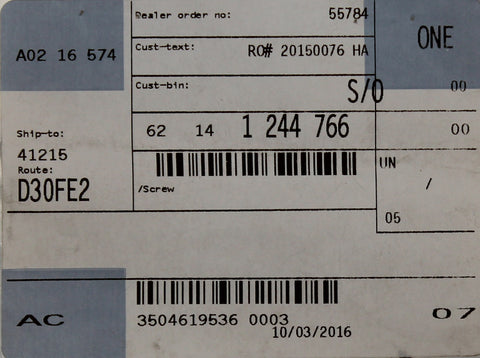 Dealer order no: 55784
A02 16 574
Cust-text: RO# 20150076 HA
ONE
Cust-bin: S/O 00
Ship-to: 62 14 1 244 766 00
41215
Route:
D30FE2
/Screw
UN
/
05
AC
3504619536 0003
10/03/2016
07